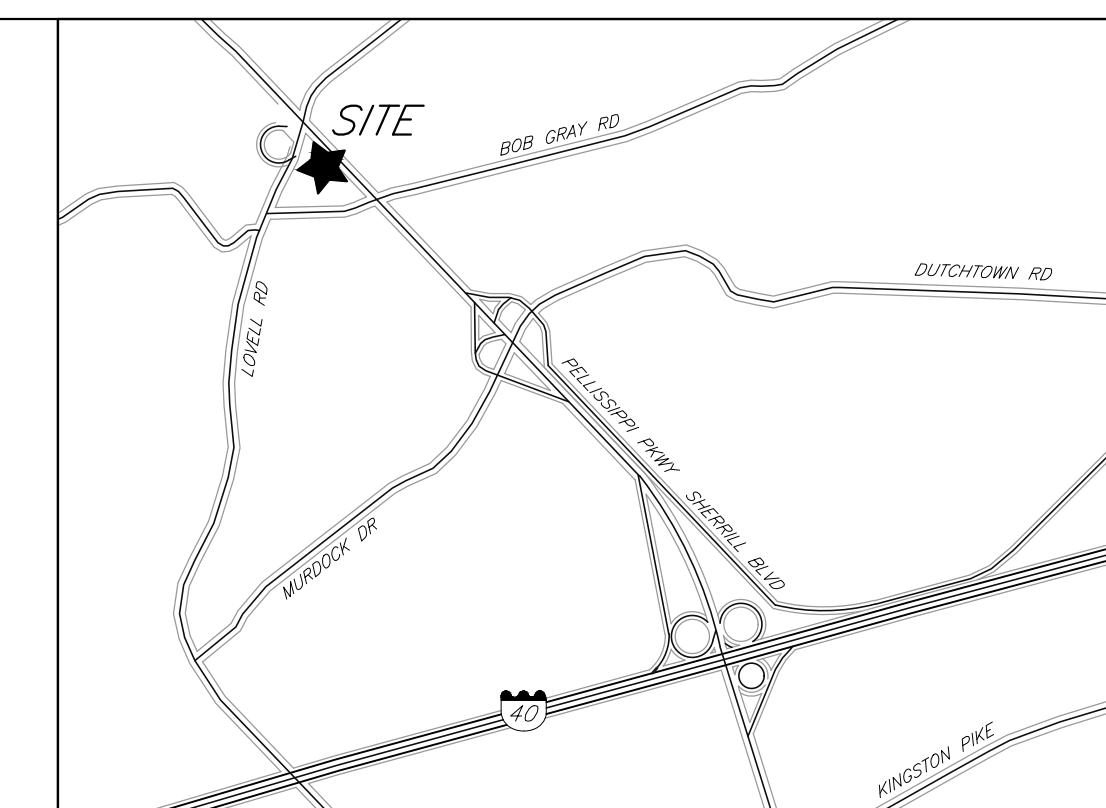 SITE
BOB GRAY RD
DUTCHTOWN RD
LOVELL RD
PELLISSIPPI PKWY
SHERRILL BLVD
MURDOCK DR
40
KINGSTON PIKE